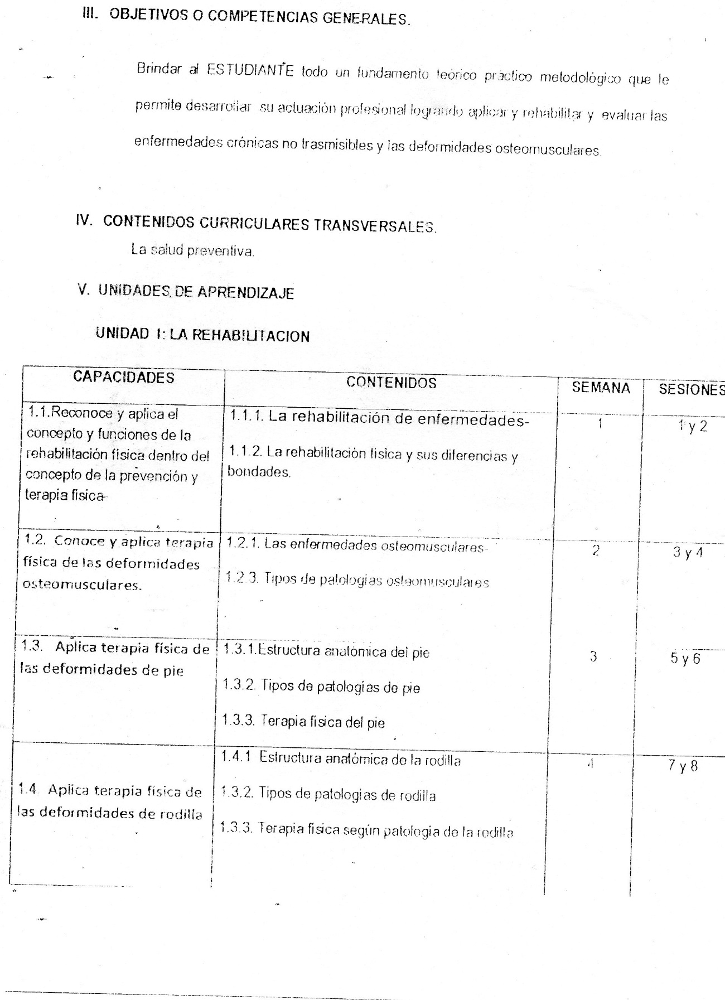 III. OBJETIVOS O COMPETENCIAS GENERALES.
Brindar al ESTUDIANTE todo un fundamento teórico práctico metodológico que le
permite desarrollar su actuación profesional logrando aplicar y rehabilitar y evaluar las
enfermedades crónicas no trasmisibles y las deformidades osteomusculares.
IV. CONTENIDOS CURRICULARES TRANSVERSALES.
La salud preventiva.
V. UNIDADES DE APRENDIZAJE
UNIDAD I: LA REHABILITACION
CAPACIDADES CONTENIDOS SEMANA SESIONES
1.1.Reconoce y aplica el
concepto y funciones de la
rehabilitación física dentro del
concepto de la prevención y
terapia física
1.1.1. La rehabilitación de enfermedades-
1.1.2. La rehabilitación física y sus diferencias y
bondades.
1
1 y 2
1.2. Conoce y aplica terapia
física de las deformidades
osteomusculares.
1.2.1. Las enfermedades osteomusculares-
1.2.3. Tipos de patologías osteomusculares
2
3 y 4
1.3. Aplica terapia física de
las deformidades de pie
1.3.1.Estructura anatómica del pie
1.3.2. Tipos de patologías de pie
1.3.3. Terapia física del pie
3
5 y 6
1.4. Aplica terapia física de
las deformidades de rodilla
1.4.1 Estructura anatómica de la rodilla
1.3.2. Tipos de patologías de rodilla
1.3.3. Terapia física según patología de la rodilla
4
7 y 8